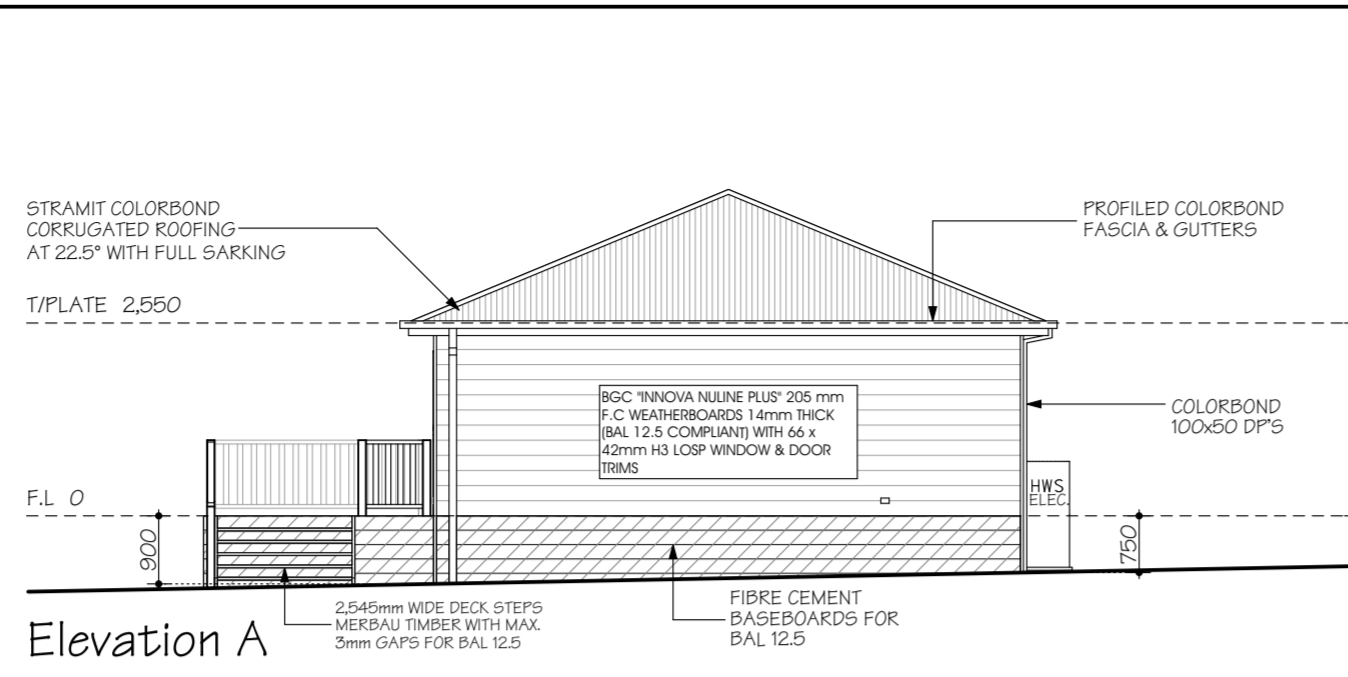 STRAMIT COLORBOND
CORRUGATED ROOFING
AT 22.5° WITH FULL SARKING
PROFILED COLORBOND
FASCIA & GUTTERS
T/PLATE 2,550
BGC "INNOVA NULINE PLUS" 205 mm
F.C WEATHERBOARDS 14mm THICK
(BAL 12.5 COMPLIANT) WITH 66 x
42mm H3 LOSP WINDOW & DOOR
TRIMS
COLORBOND
100x50 DP'S
F.L 0
HWS
ELEC.
900
750
2,545mm WIDE DECK STEPS
MERBAU TIMBER WITH MAX.
3mm GAPS FOR BAL 12.5
FIBRE CEMENT
BASEBOARDS FOR
BAL 12.5
Elevation A